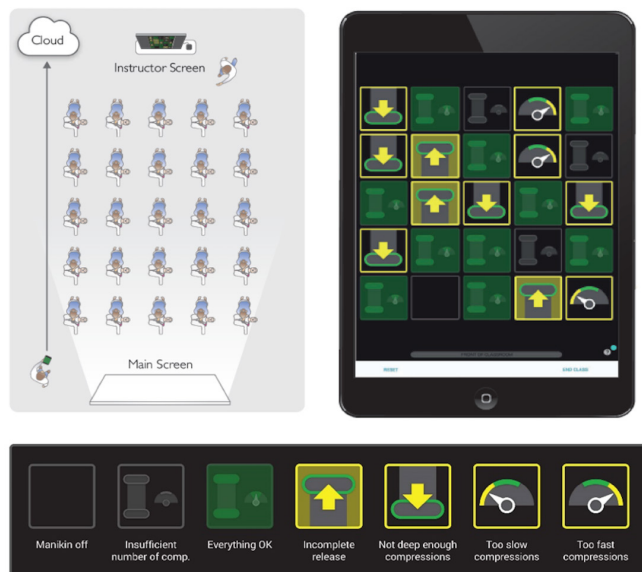 Cloud
Instructor Screen
Main Screen
RESET
END CLASS
Manikin off
Insufficient
number of comp.
Everything OK
Incomplete
release
Not deep enough
compressions
Too slow
compressions
Too fast
compressions